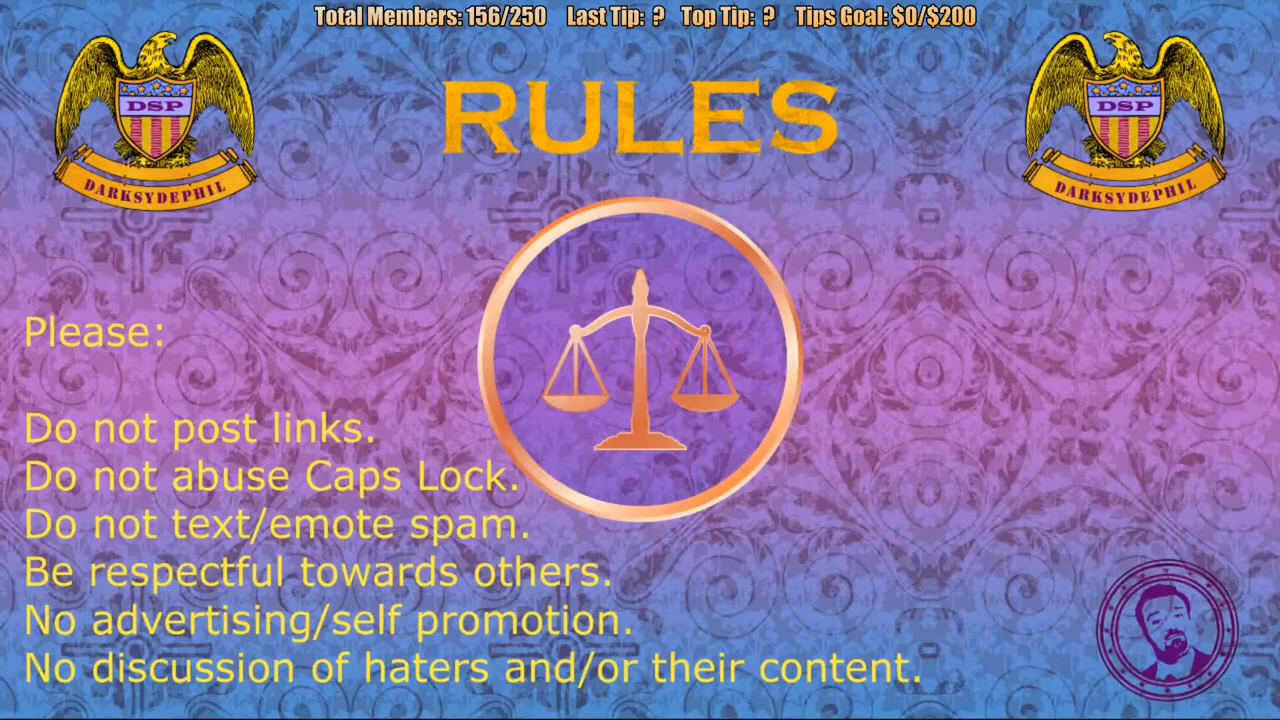 Total Members: 156/250 Last Tip: ? Top Tip: ? Tips Goal: $0/$200
DSP
DARKSYDEPHIL
RULES
DSP
DARKSYDEPHIL
Please:
Do not post links.
Do not abuse Caps Lock.
Do not text/emote spam.
Be respectful towards others.
No advertising/self promotion.
No discussion of haters and/or their content.